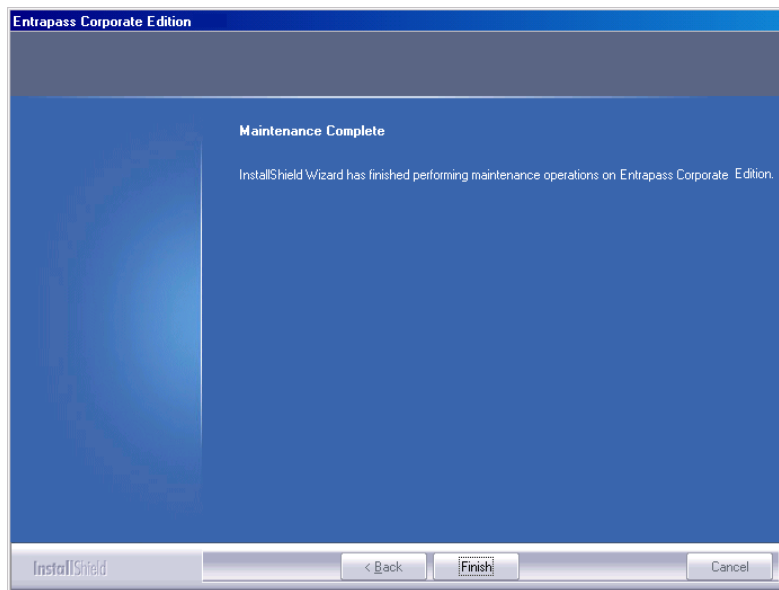 Entrapass Corporate Edition
Maintenance Complete
InstallShield Wizard has finished performing maintenance operations on Entrapass Corporate Edition.
InstallShield
< Back
Finish
Cancel